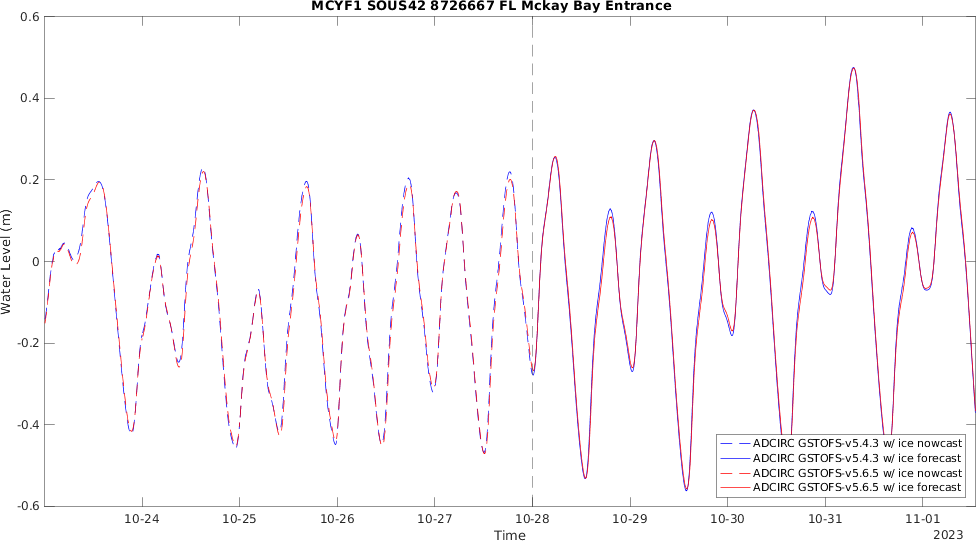 MCYF1 SOUS42 8726667 FL Mckay Bay Entrance
Water Level (m)
0.6
0.4
0.2
0
-0.2
-0.4
-0.6
ADCIRC GSTOFS-v5.4.3 w/ ice nowcast
ADCIRC GSTOFS-v5.4.3 w/ ice forecast
ADCIRC GSTOFS-v5.6.5 w/ ice nowcast
ADCIRC GSTOFS-v5.6.5 w/ ice forecast
10-24 10-25 10-26 10-27 10-28 10-29 10-30 10-31 11-01
Time
2023